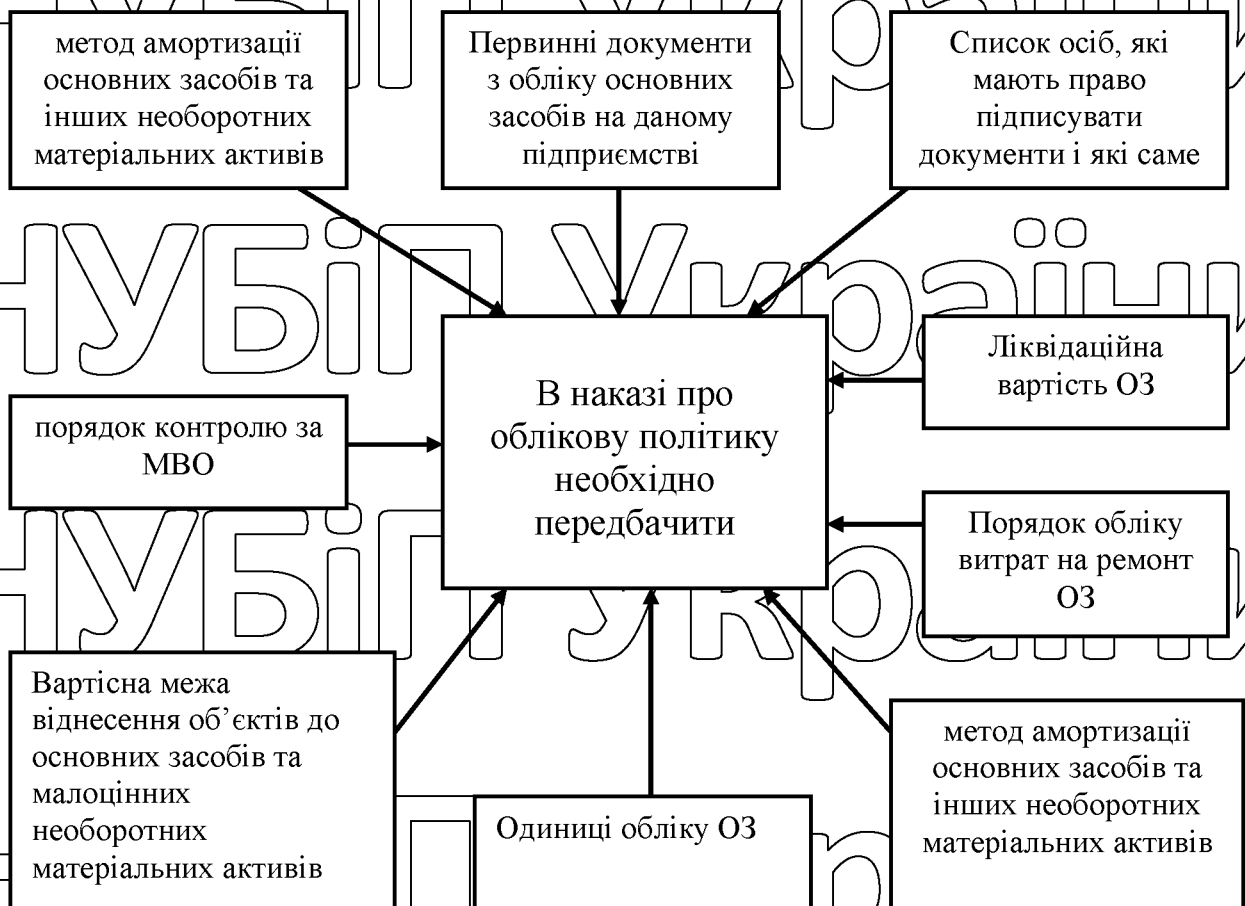 метод амортизації
основних засобів та
інших необоротних
матеріальних активів
Первинні документи
з обліку основних
засобів на даному
підприємстві
Список осіб, які
мають право
підписувати
документи і які саме
НУБіП України
Ліквідаційна
вартість ОЗ
порядок контролю за
МВО
В наказі про
облікову політику
необхідно
передбачити
Порядок обліку
витрат на ремонт
ОЗ
НУБіП України
Вартісна межа
віднесення об’єктів до
основних засобів та
малоцінних
необоротних
матеріальних активів
Одиниці обліку ОЗ
метод амортизації
основних засобів та
інших необоротних
матеріальних активів